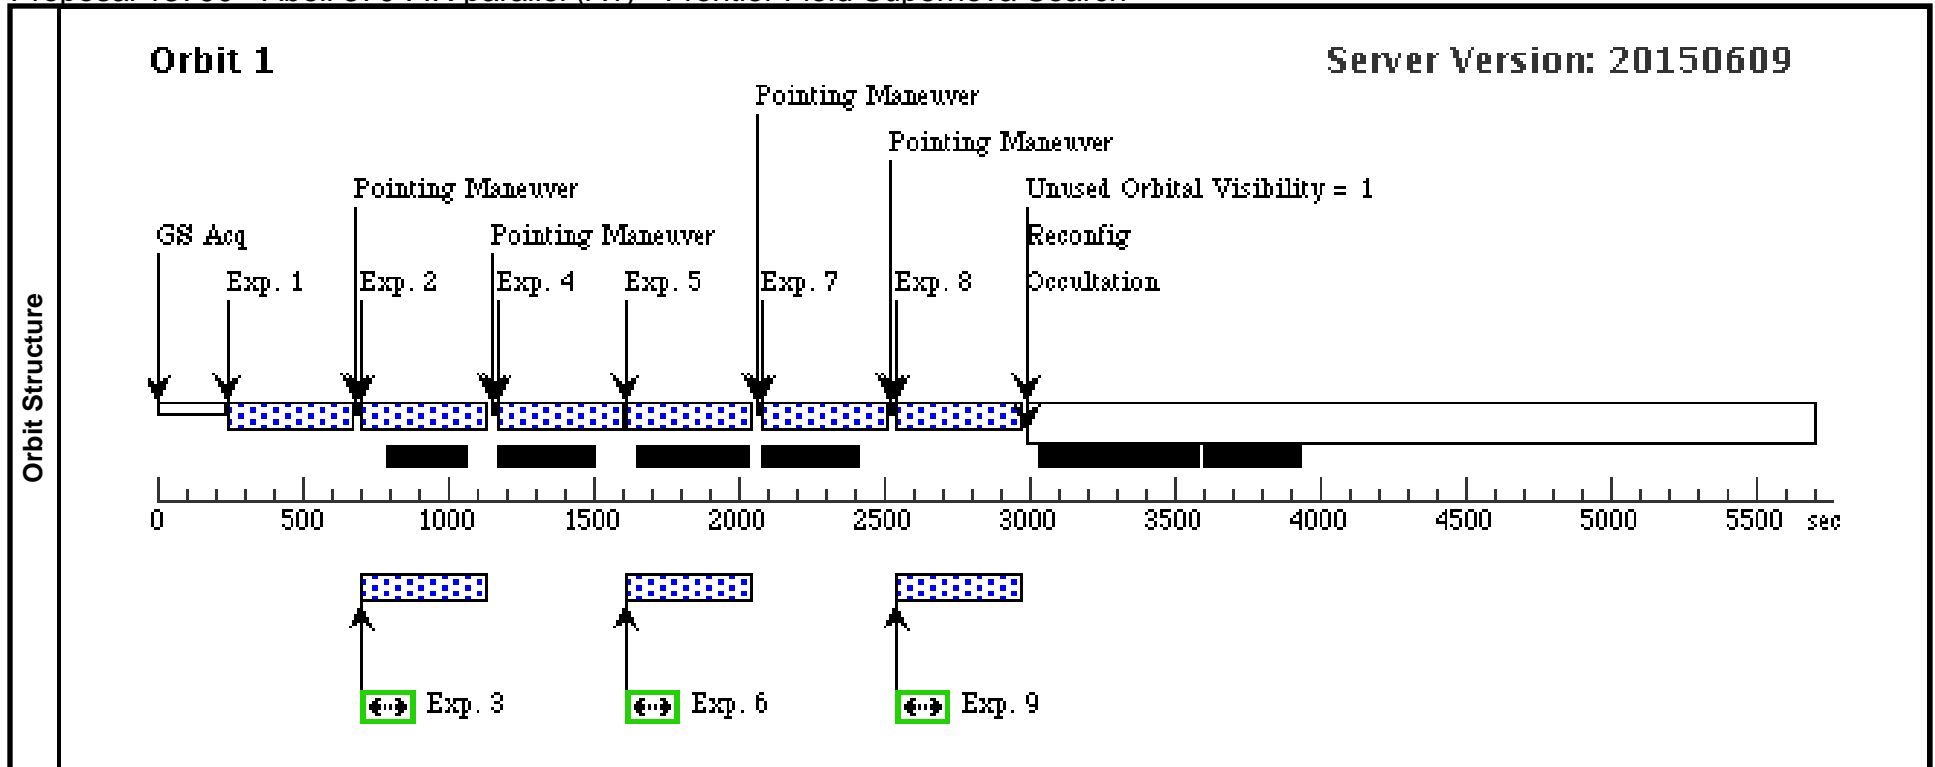 Orbit 1
Server Version: 20150609
Pointing Maneuver
Pointing Maneuver
Pointing Maneuver
Unused Orbital Visibility = 1
GS Acq
Pointing Maneuver
Reconfig
Exp. 1
Exp. 2
Exp. 4
Exp. 5
Exp. 7
Exp. 8
Occultation
Orbit Structure
0 500 1000 1500 2000 2500 3000 3500 4000 4500 5000 5500 sec
Exp. 3
Exp. 6
Exp. 9